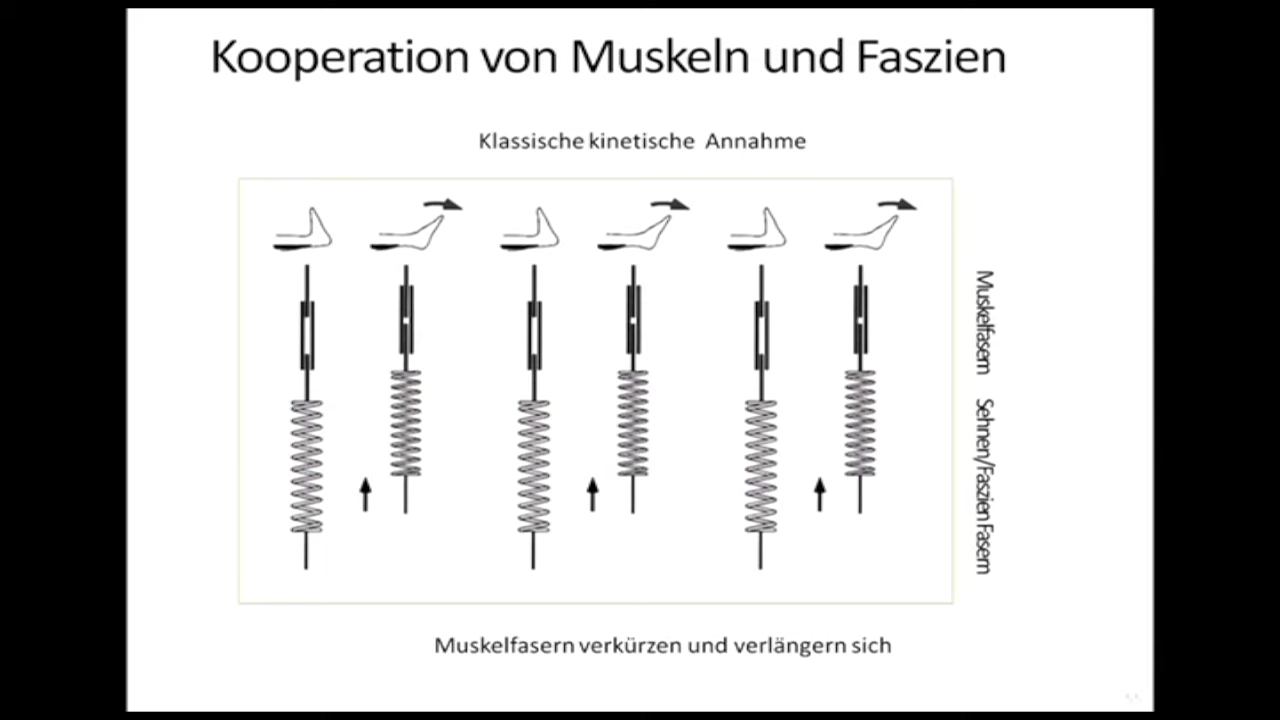 Kooperation von Muskeln und Faszien
Klassische kinetische Annahme
Muskelfasern
Sehnen/Faszien Fasern
Muskelfasern verkürzen und verlängern sich